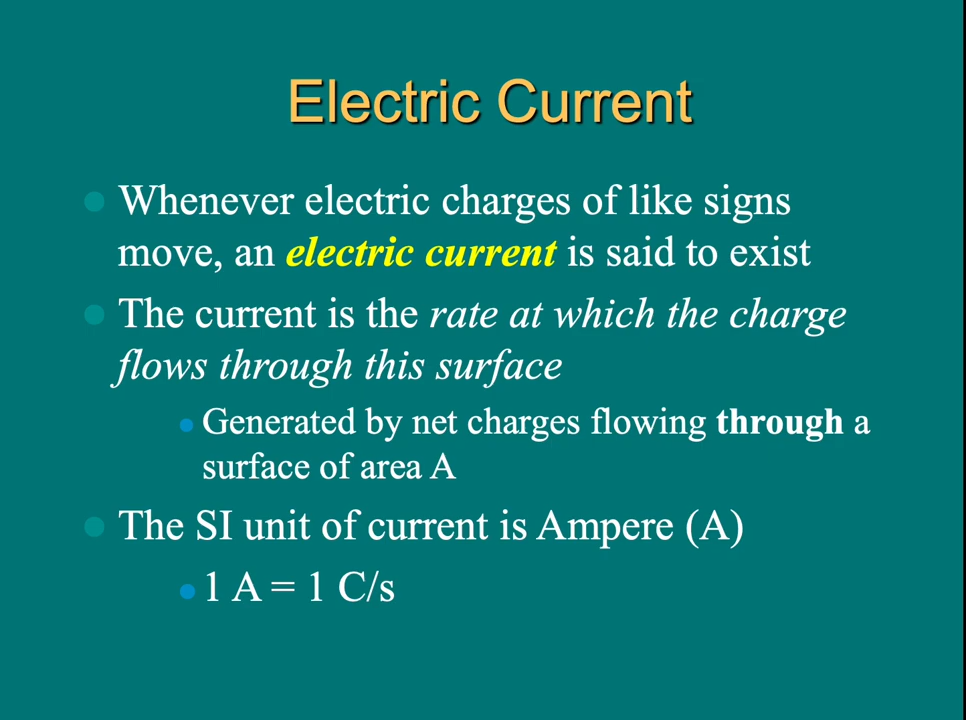 Electric Current
Whenever electric charges of like signs
move, an electric current is said to exist
The current is the rate at which the charge
flows through this surface
Generated by net charges flowing through a
surface of area A
The SI unit of current is Ampere (A)
1 A = 1 C/s